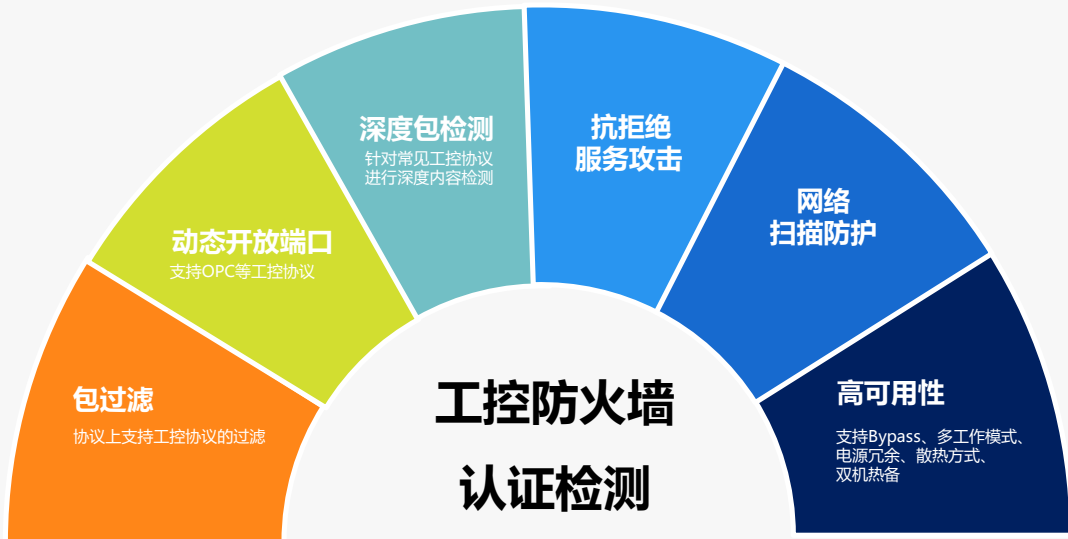 包过滤
协议上支持工控协议的过滤
动态开放端口
支持OPC等工控协议
深度包检测
针对常见工控协议
进行深度内容检测
抗拒绝
服务攻击
网络
扫描防护
高可用性
支持Bypass、多工作模式、
电源冗余、散热方式、
双机热备
工控防火墙
认证检测